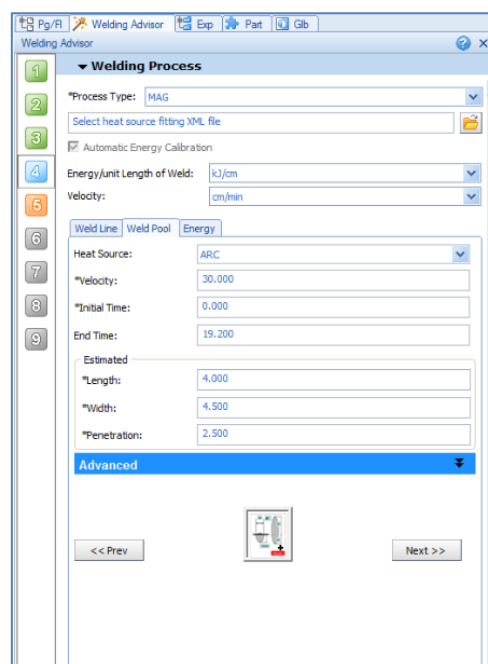 Pg/Fl Welding Advisor Exp Part Glb
Welding Advisor
Welding Process
1
2
3
4
5
6
7
8
9
*Process Type: MAG
Select heat source fitting XML file
Automatic Energy Calibration
Energy/unit Length of Weld: kJ/cm
Velocity: cm/min
Weld Line Weld Pool Energy
Heat Source: ARC
*Velocity: 30.000
*Initial Time: 0.000
End Time: 19.200
Estimated
*Length: 4.000
*Width: 4.500
*Penetration: 2.500
Advanced
<< Prev Next >>